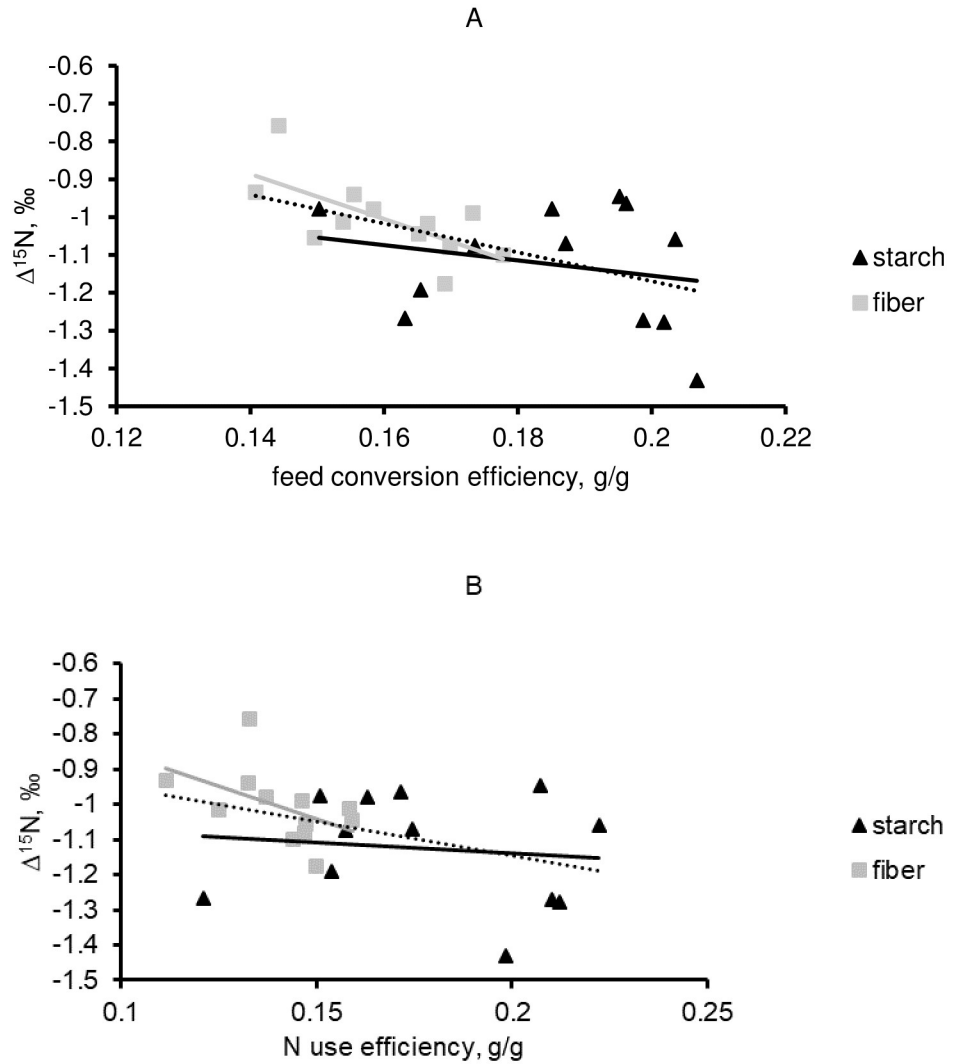 A
-0.6
-0.7
-0.8
-0.9
-1
-1.1
-1.2
-1.3
-1.4
-1.5
Δ15N, ‰
starch
fiber
0.12 0.14 0.16 0.18 0.2 0.22
feed conversion efficiency, g/g
B
-0.6
-0.7
-0.8
-0.9
-1
-1.1
-1.2
-1.3
-1.4
-1.5
Δ15N, ‰
starch
fiber
0.1 0.15 0.2 0.25
N use efficiency, g/g